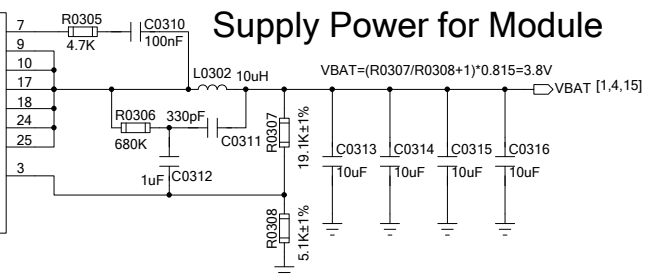 Supply Power for Module
7
R0305
4.7K
C0310
100nF
9
10
17
18
24
25
3
L0302 10uH
VBAT=(R0307/R0308+1)*0.815=3.8V
VBAT [1,4,15]
R0306
680K
330pF
C0311
1uF
C0312
R0307
19.1K±1%
R0308
5.1K±1%
C0313
10uF
C0314
10uF
C0315
10uF
C0316
10uF